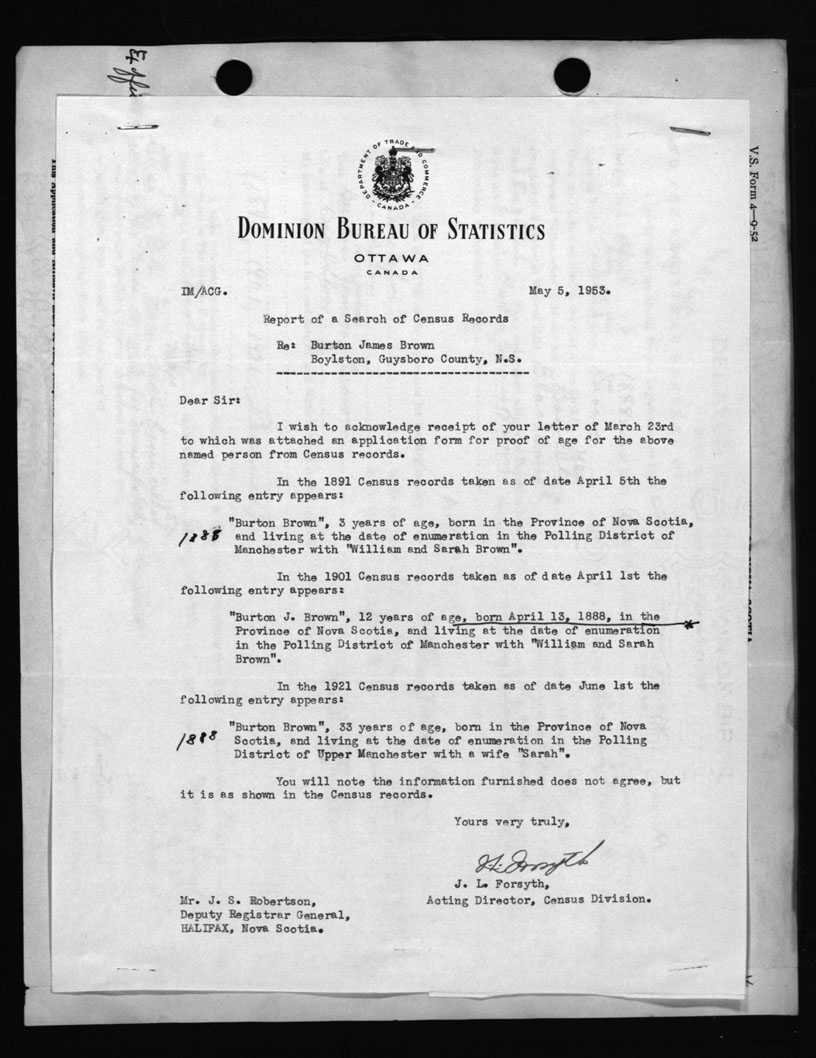 V.S. Form 4—9-52
DEPARTMENT OF TRADE AND COMMERCE
- CANADA -
DOMINION BUREAU OF STATISTICS
OTTAWA
CANADA
IM/ACG. May 5, 1953.
Report of a Search of Census Records
Re: Burton James Brown
Boylston, Guysboro County, N.S.
Dear Sir:
I wish to acknowledge receipt of your letter of March 23rd
to which was attached an application form for proof of age for the above
named person from Census records.
In the 1891 Census records taken as of date April 5th the
following entry appears:
"Burton Brown", 3 years of age, born in the Province of Nova Scotia,
1888 and living at the date of enumeration in the Polling District of
Manchester with "William and Sarah Brown".
In the 1901 Census records taken as of date April 1st the
following entry appears:
"Burton J. Brown", 12 years of age, born April 13, 1888, in the
Province of Nova Scotia, and living at the date of enumeration
in the Polling District of Manchester with "William and Sarah
Brown".
In the 1921 Census records taken as of date June 1st the
following entry appears:
"Burton Brown", 33 years of age, born in the Province of Nova
1888 Scotia, and living at the date of enumeration in the Polling
District of Upper Manchester with a wife "Sarah".
You will note the information furnished does not agree, but
it is as shown in the Census records.
Yours very truly,
J. L. Forsyth,
Mr. J. S. Robertson, Acting Director, Census Division.
Deputy Registrar General,
HALIFAX, Nova Scotia.